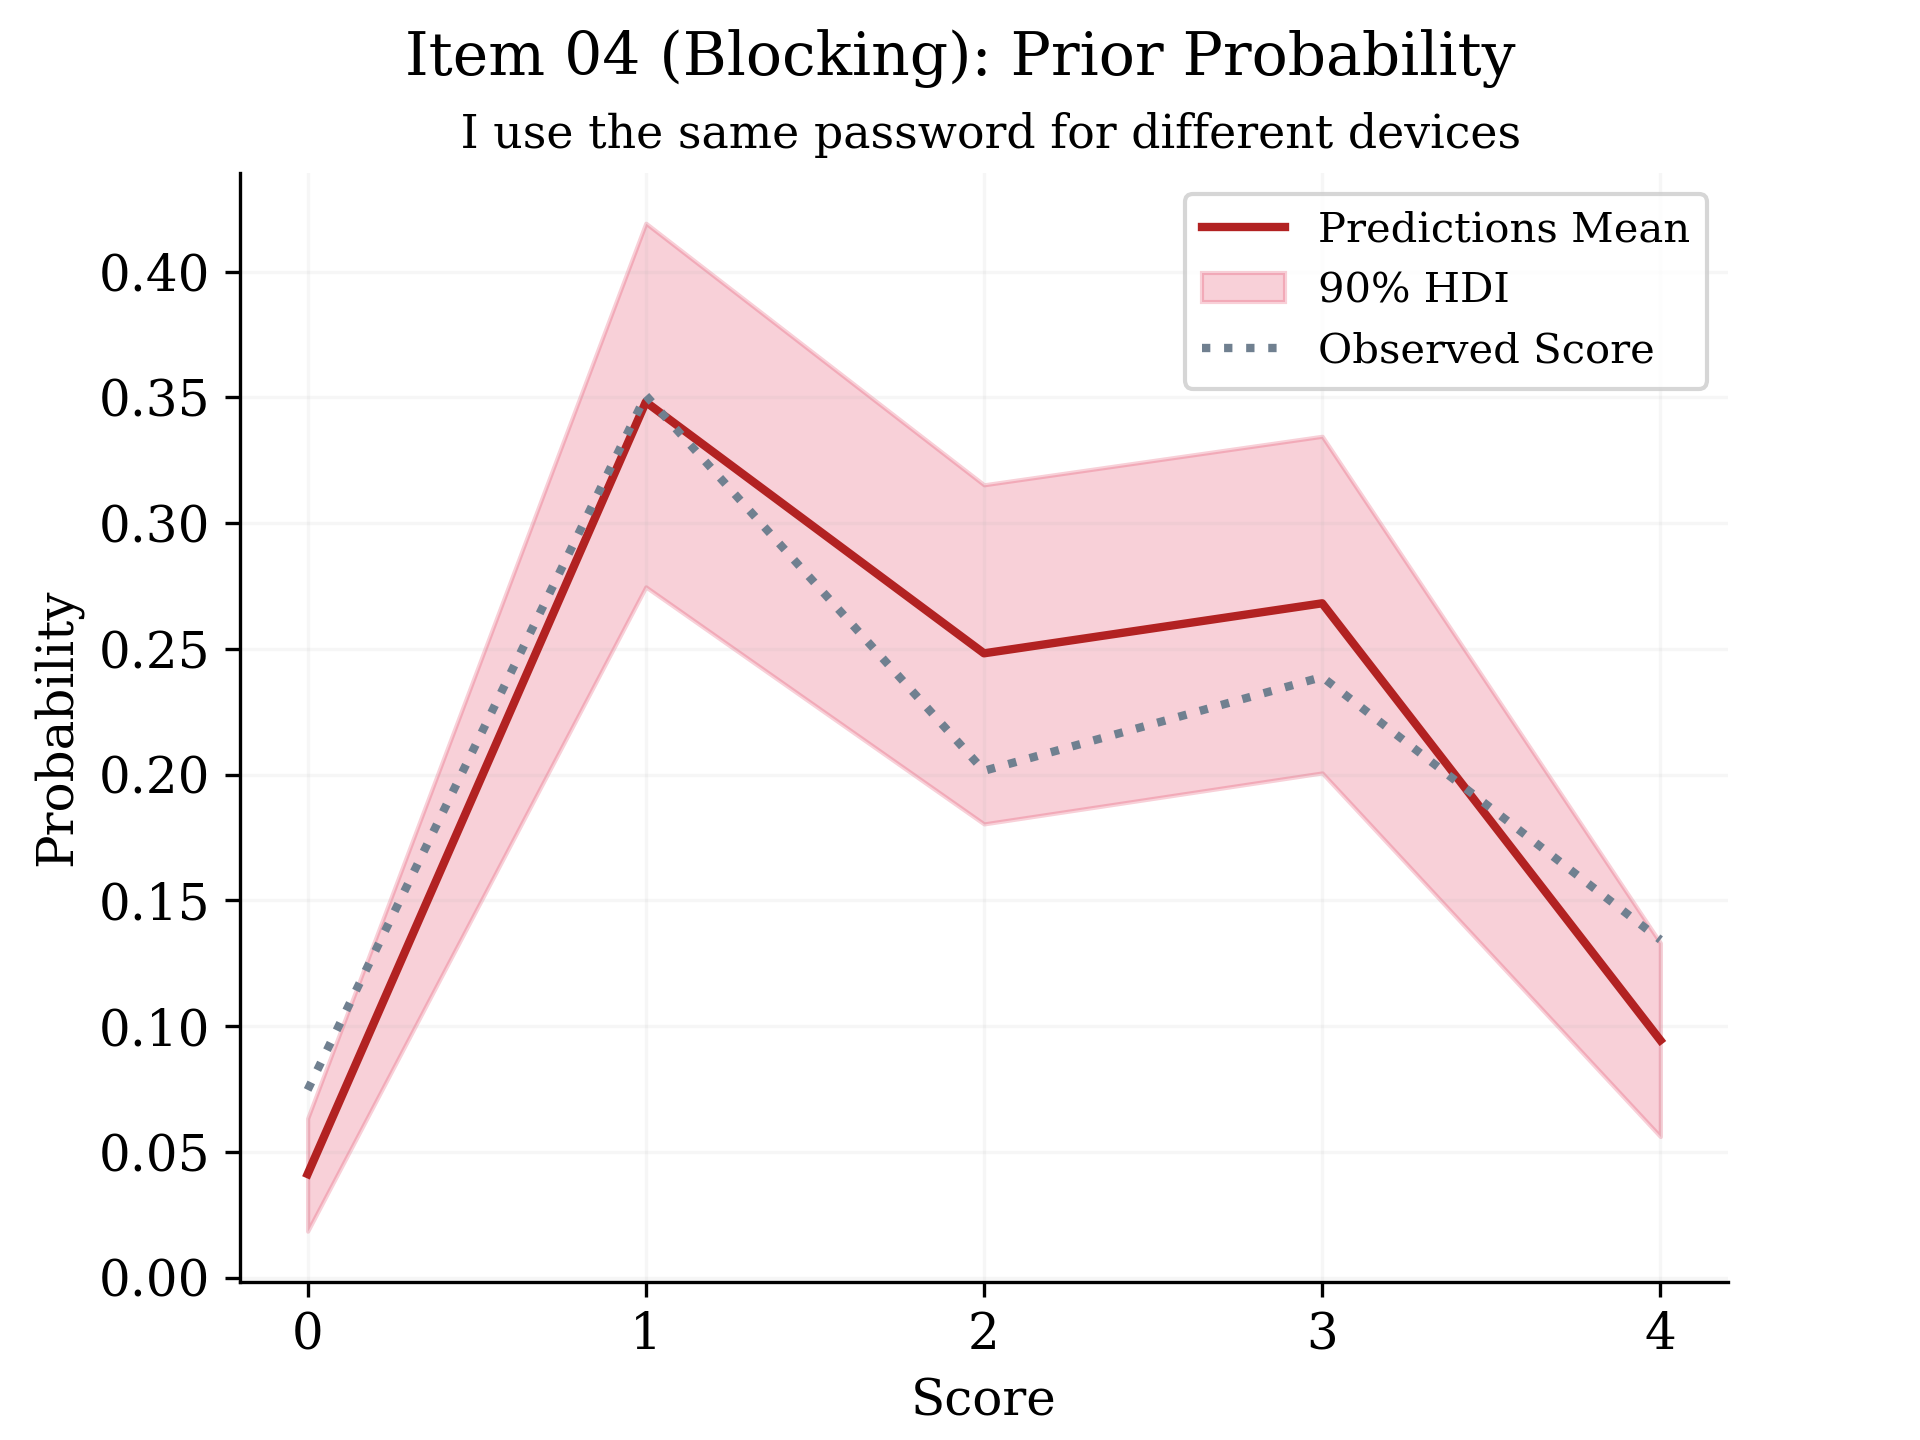 Item 04 (Blocking): Prior Probability
I use the same password for different devices
Predictions Mean
90% HDI
Observed Score
0.40
0.35
0.30
0.25
0.20
0.15
0.10
0.05
0.00
Probability
0 1 2 3 4
Score